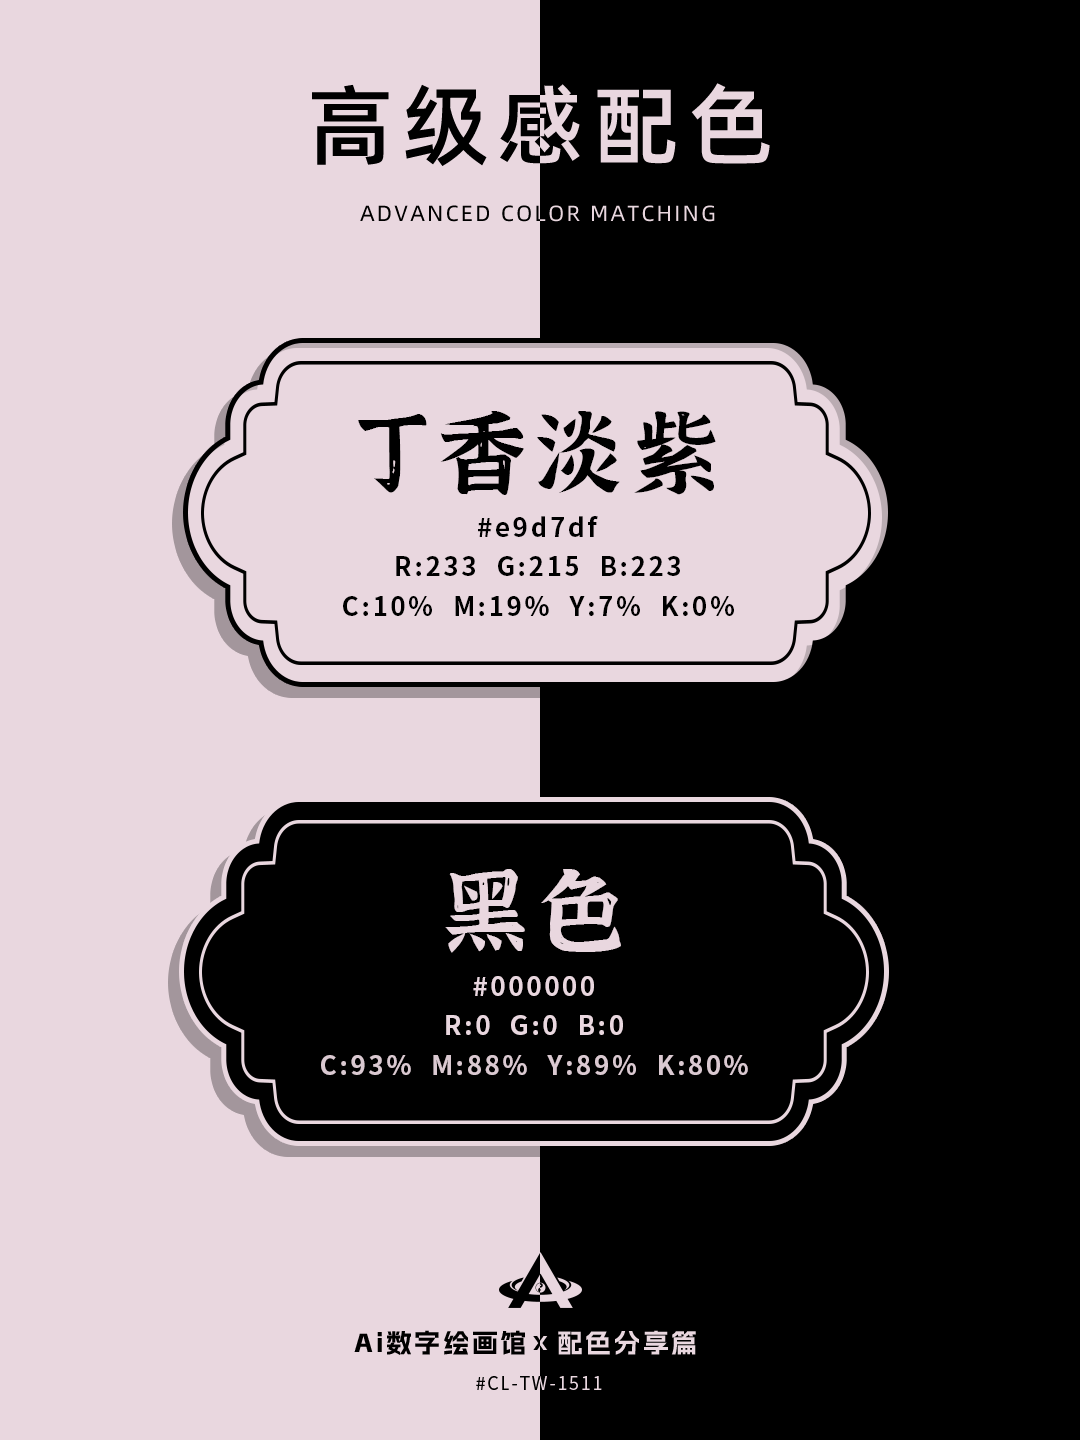 高级感配色
ADVANCED COLOR MATCHING
丁香淡紫
#e9d7df
R:233 G:215 B:223
C:10% M:19% Y:7% K:0%
黑色
#000000
R:0 G:0 B:0
C:93% M:88% Y:89% K:80%
Ai数字绘画馆 x 配色分享篇
#CL-TW-1511